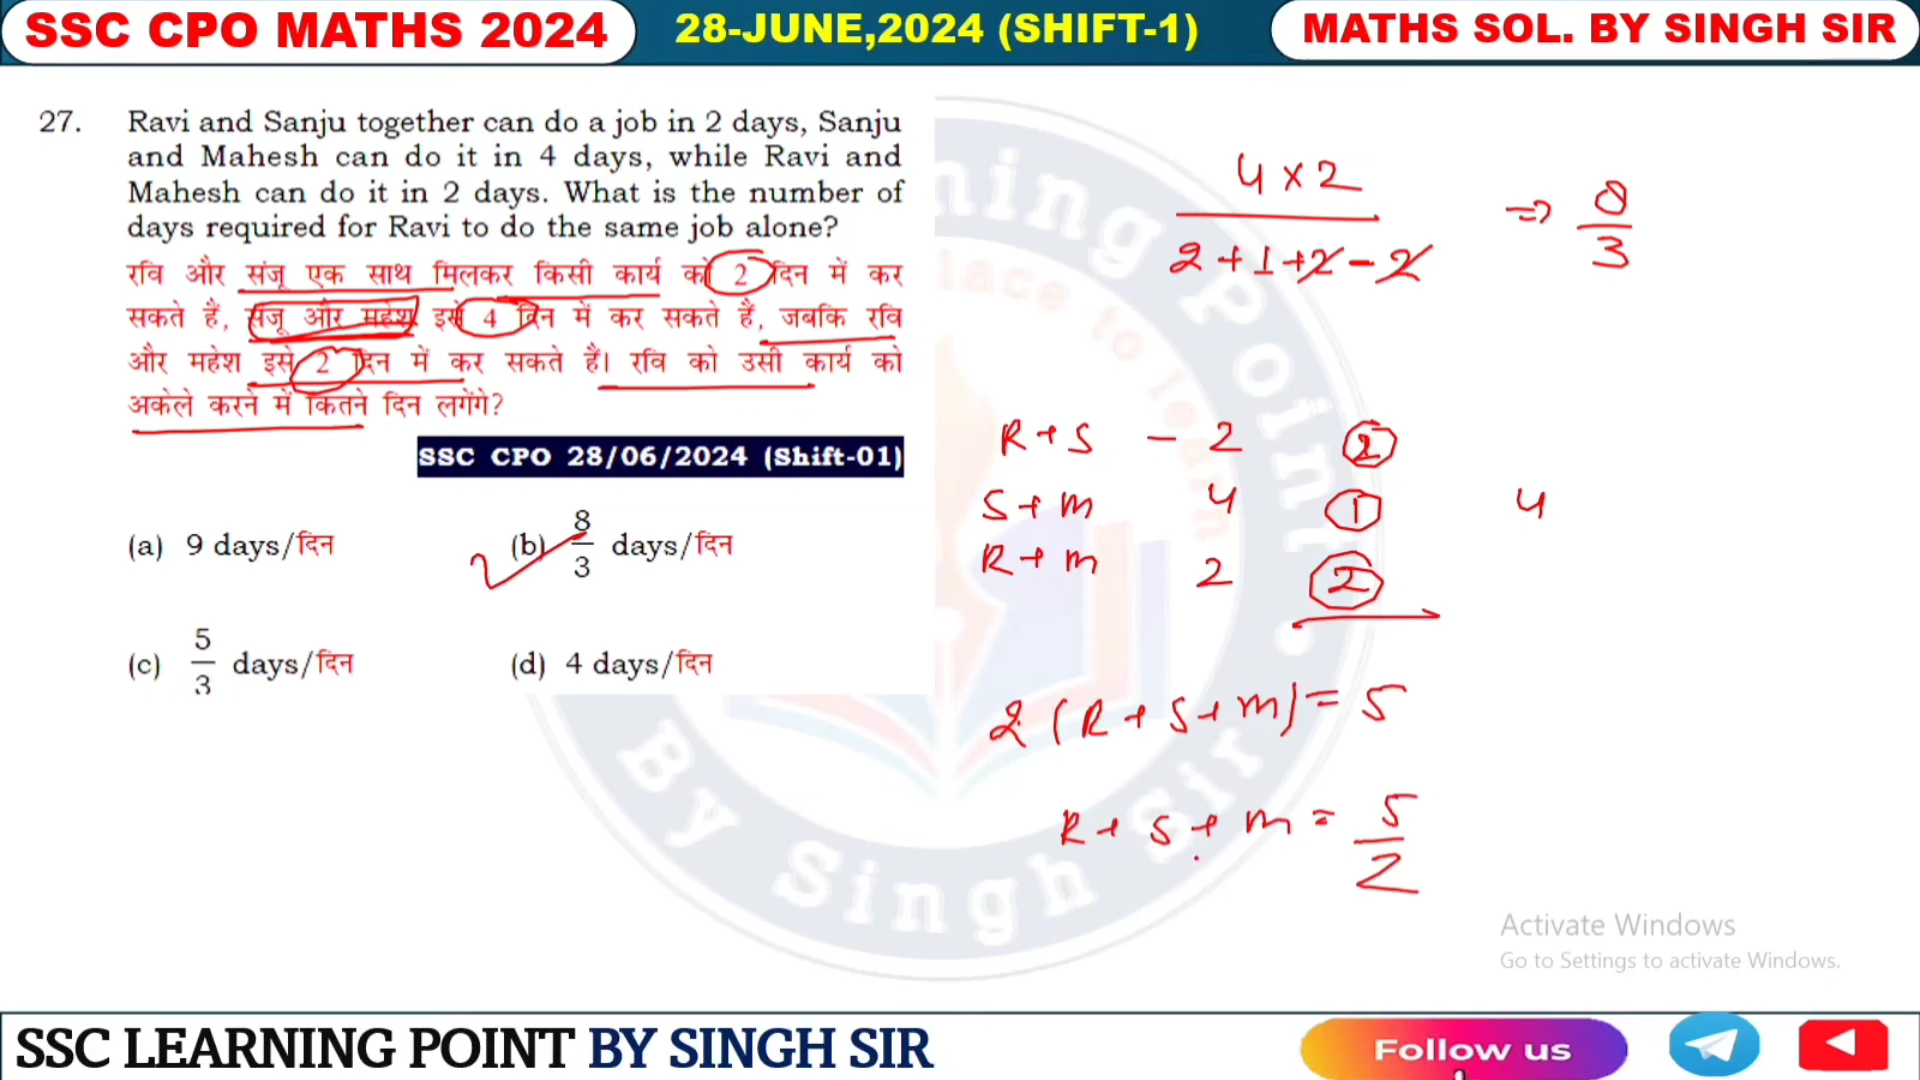 SSC CPO MATHS 2024
28-JUNE,2024 (SHIFT-1)
MATHS SOL. BY SINGH SIR
27. Ravi and Sanju together can do a job in 2 days, Sanju
and Mahesh can do it in 4 days, while Ravi and
Mahesh can do it in 2 days. What is the number of
days required for Ravi to do the same job alone?
रवि और संजू एक साथ मिलकर किसी कार्य को 2 दिन में कर
सकते हैं, संजू और महेश इसे 4 दिन में कर सकते हैं, जबकि रवि
और महेश इसे 2 दिन में कर सकते हैं। रवि को उसी कार्य को
अकेले करने में कितने दिन लगेंगे?
SSC CPO 28/06/2024 (Shift-01)
(a) 9 days/दिन
(b) 8/3 days/दिन
(c) 5/3 days/दिन
(d) 4 days/दिन
4 × 2
2 + 1 + 2 - 2
⇒ 8/3
R + S - 2 2
S + m 4 1 4
R + m 2 2
2 (R + S + m) = 5
R + S + m = 5/2
By Singh Sir
Activate Windows
Go to Settings to activate Windows.
SSC LEARNING POINT BY SINGH SIR
Follow us